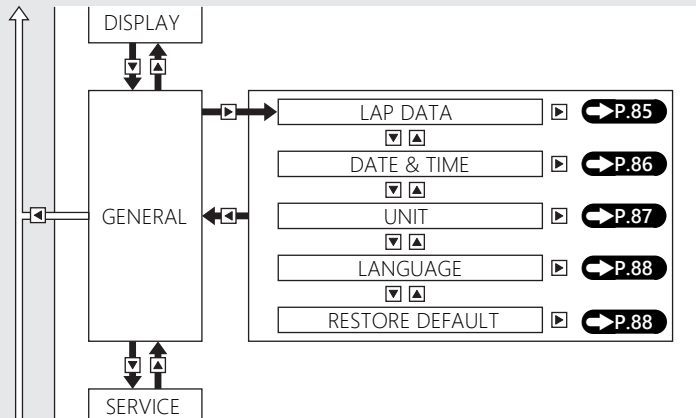 DISPLAY
GENERAL
LAP DATA P.85
DATE & TIME P.86
UNIT P.87
LANGUAGE P.88
RESTORE DEFAULT P.88
SERVICE